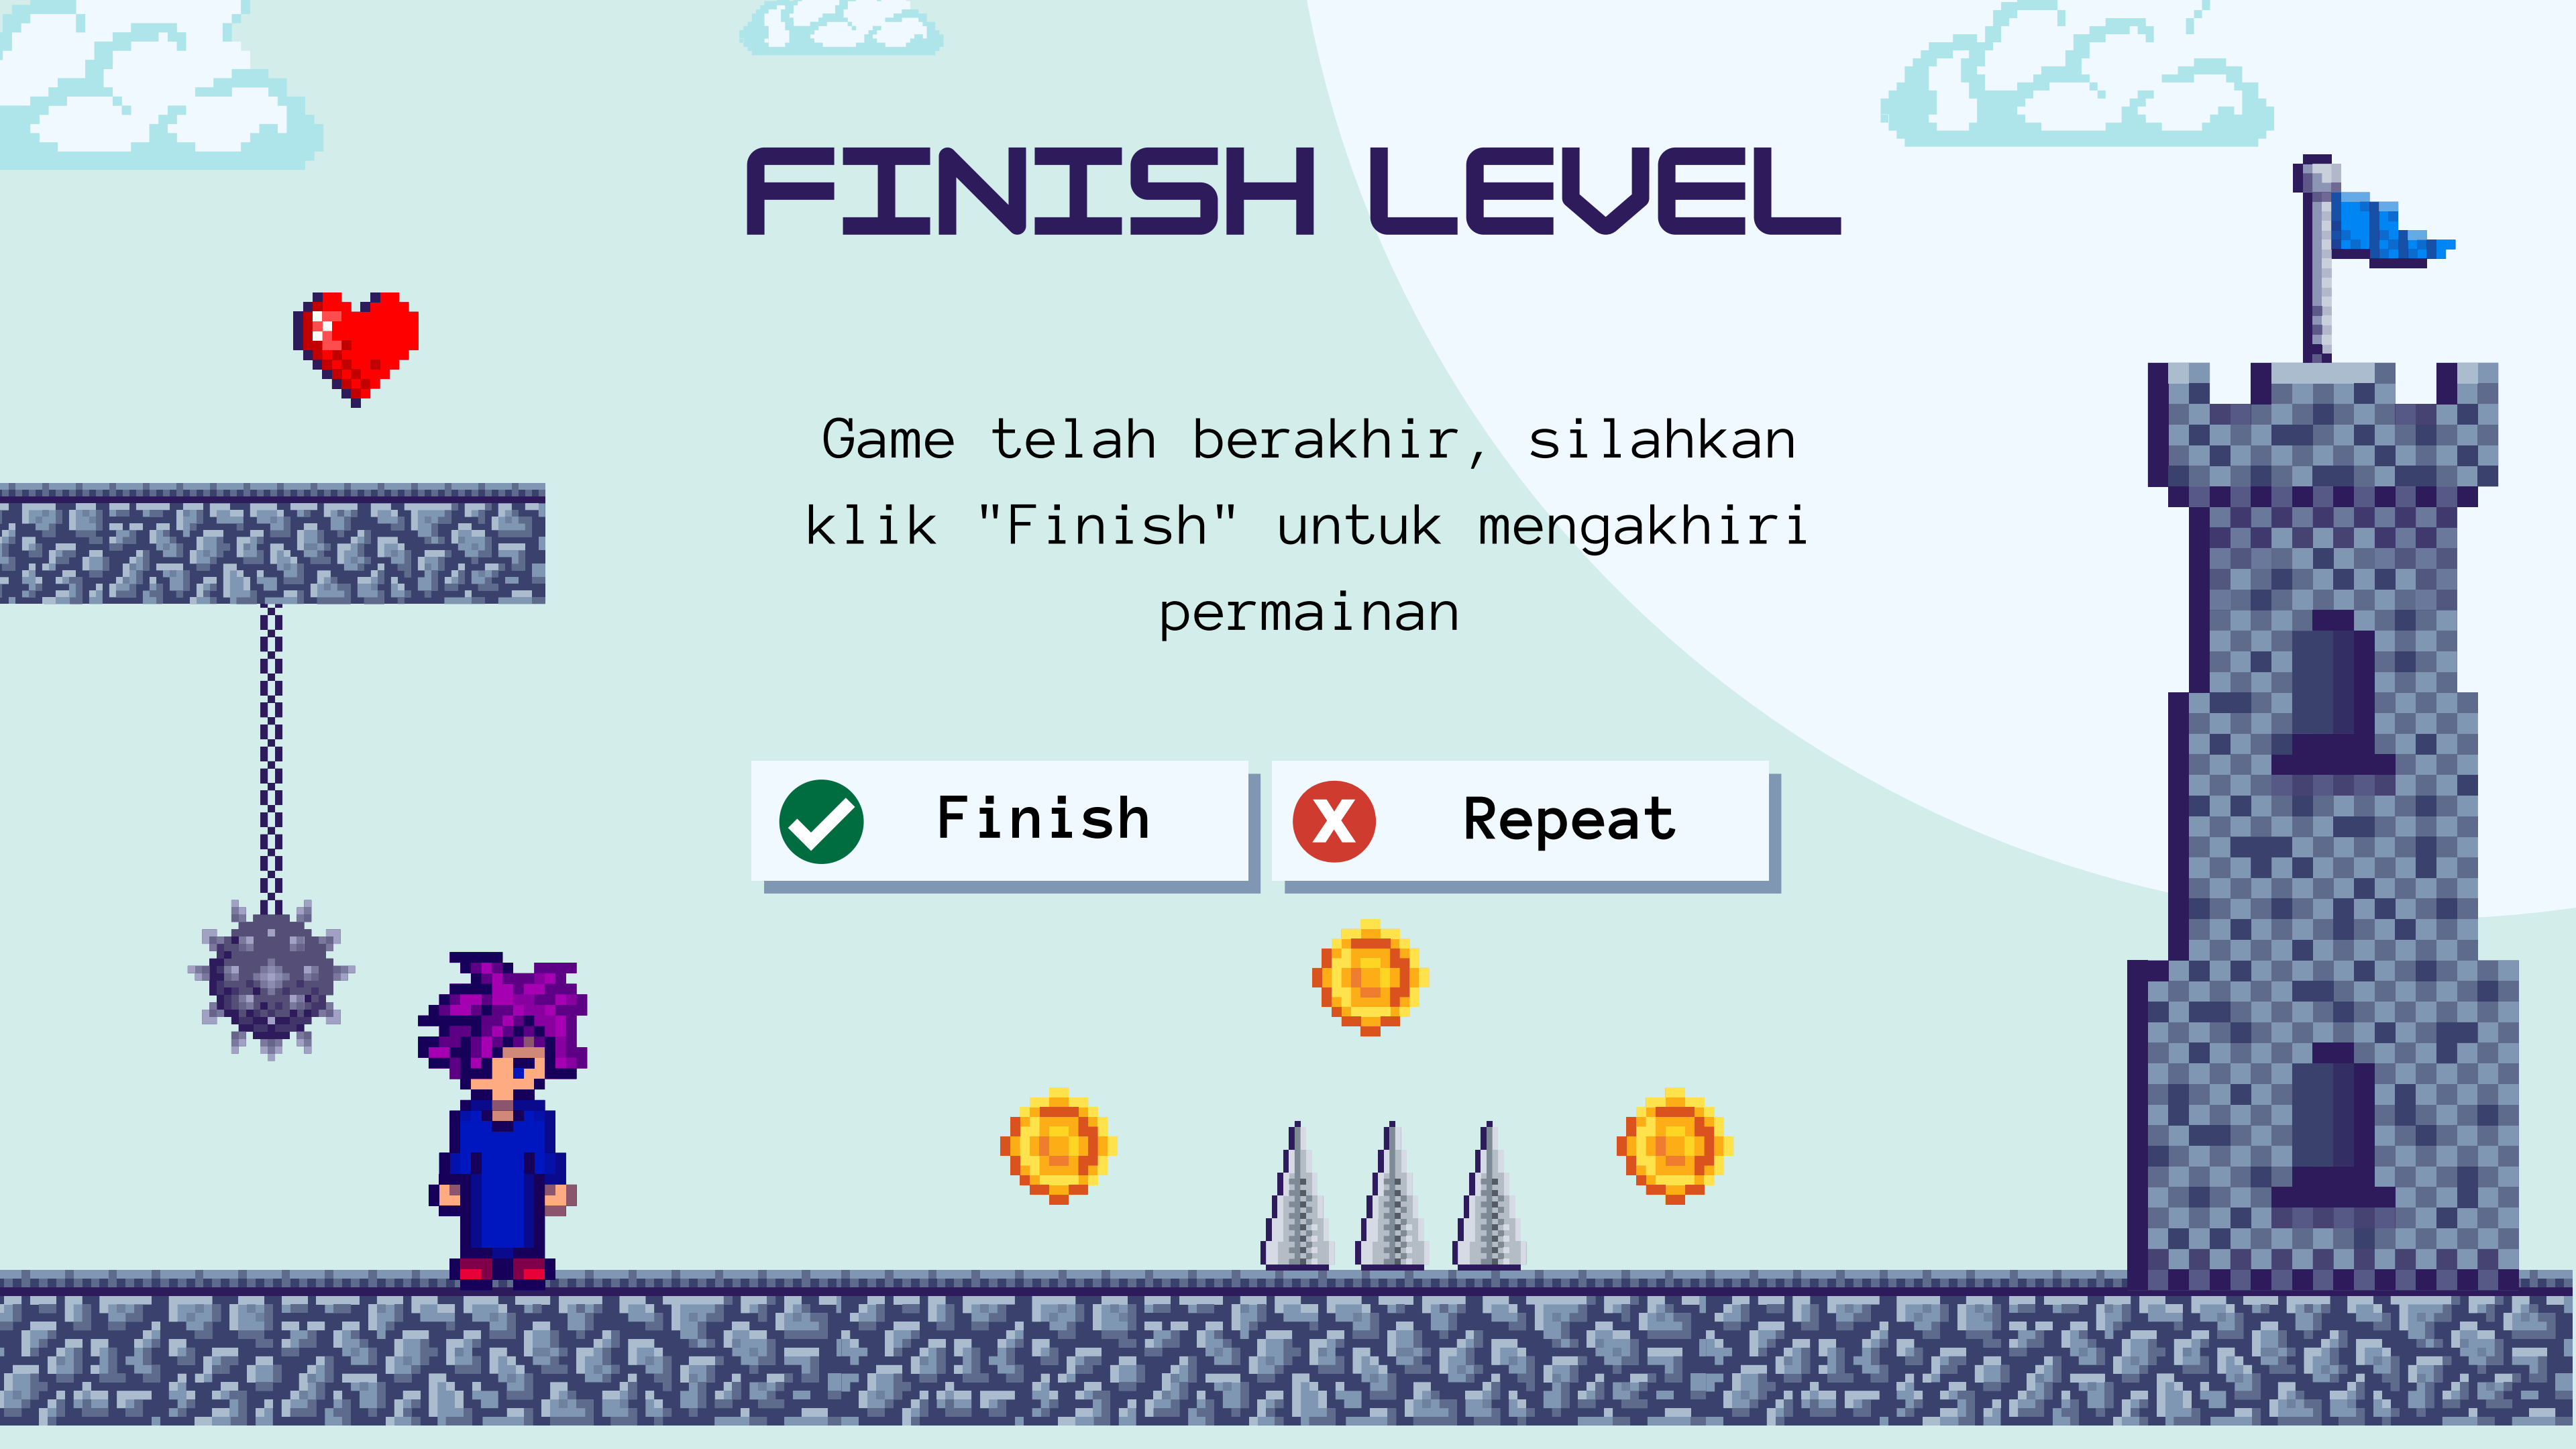 FINISH LEVEL
Game telah berakhir, silahkan
klik "Finish" untuk mengakhiri
permainan
Finish
Repeat